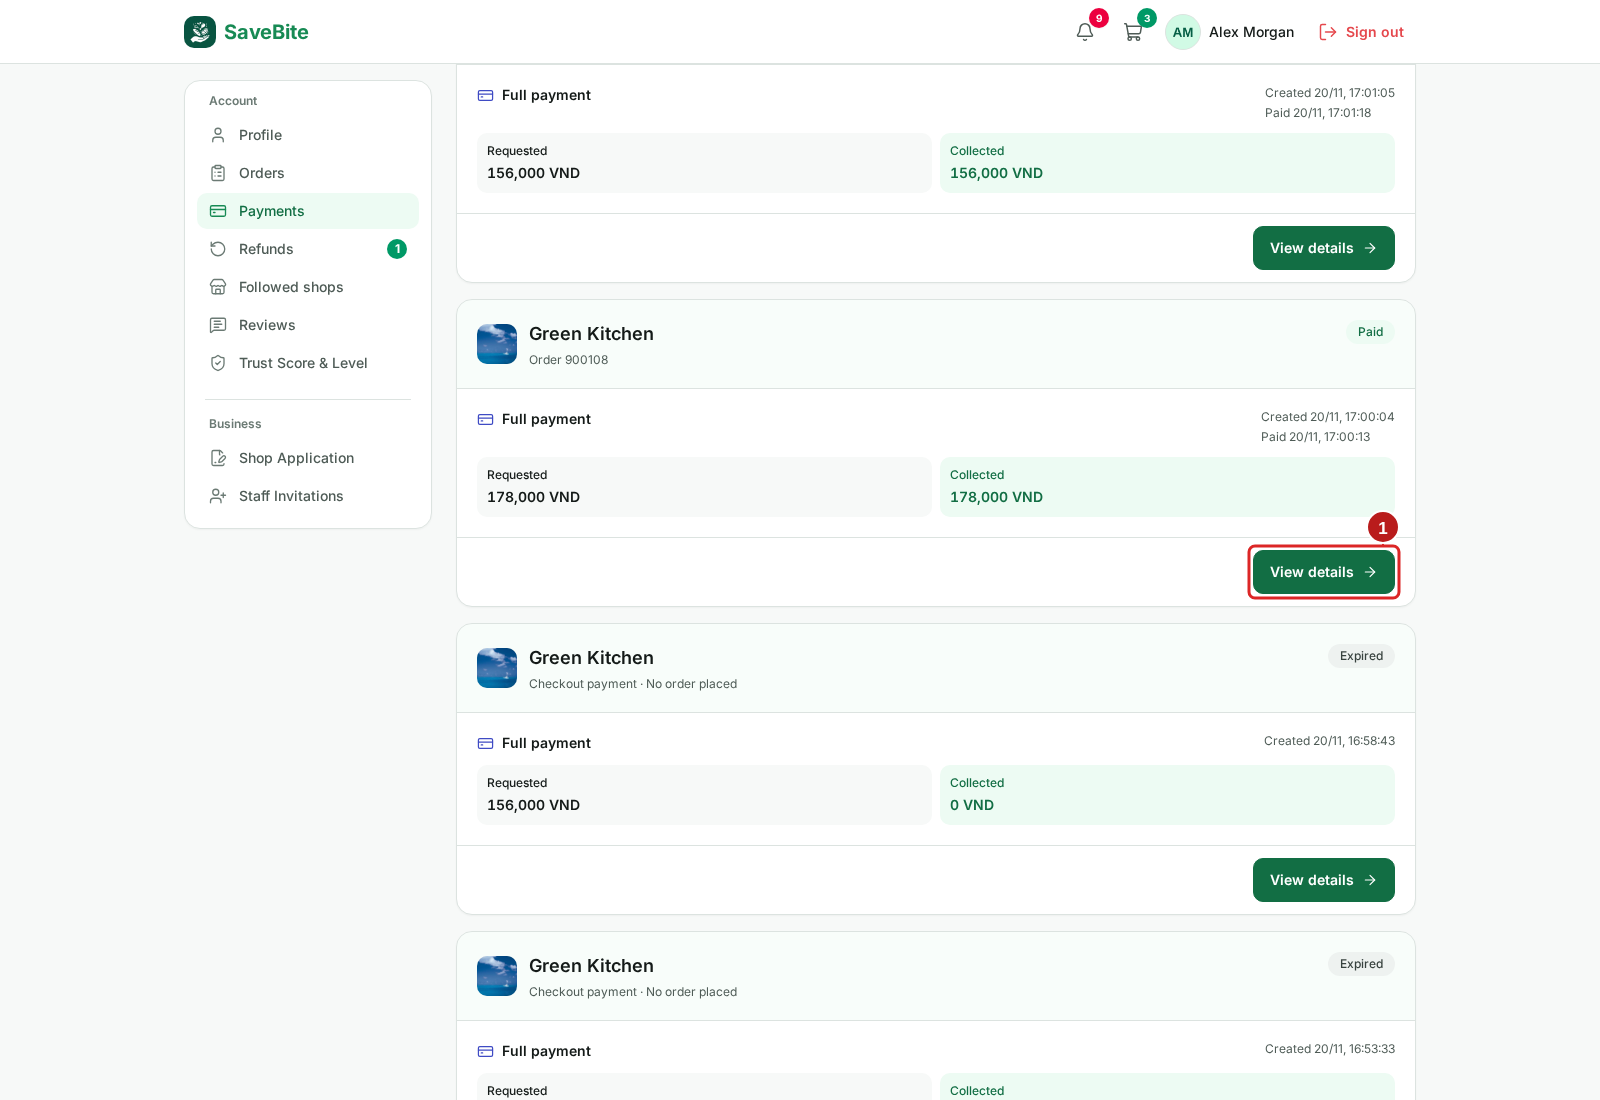 SaveBite
9
3
AM
Alex Morgan
Sign out
Account
Profile
Orders
Payments
Refunds
1
Followed shops
Reviews
Trust Score & Level
Business
Shop Application
Staff Invitations
Full payment
Created 20/11, 17:01:05
Paid 20/11, 17:01:18
Requested
156,000 VND
Collected
156,000 VND
View details
Green Kitchen
Order 900108
Paid
Full payment
Created 20/11, 17:00:04
Paid 20/11, 17:00:13
Requested
178,000 VND
Collected
178,000 VND
1
View details
Green Kitchen
Checkout payment · No order placed
Expired
Full payment
Created 20/11, 16:58:43
Requested
156,000 VND
Collected
0 VND
View details
Green Kitchen
Checkout payment · No order placed
Expired
Full payment
Created 20/11, 16:53:33
Requested
Collected